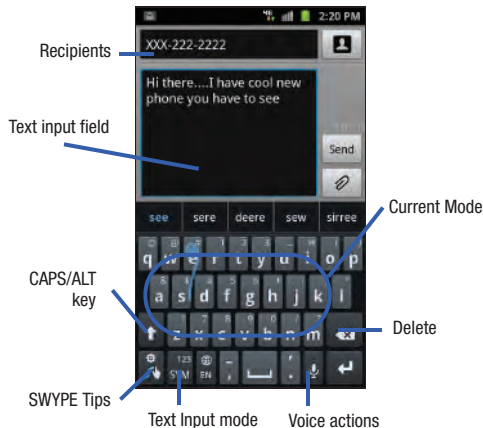 2:20 PM
Recipients
XXX-222-2222
Hi there....I have cool new
phone you have to see
Text input field
Send
see sere deere sew sirree
Current Mode
q w e r t y u i o p
CAPS/ALT
key
a s d f g h j k l
z x c v b n m
Delete
123
SYM EN
SWYPE Tips
Text Input mode
Voice actions